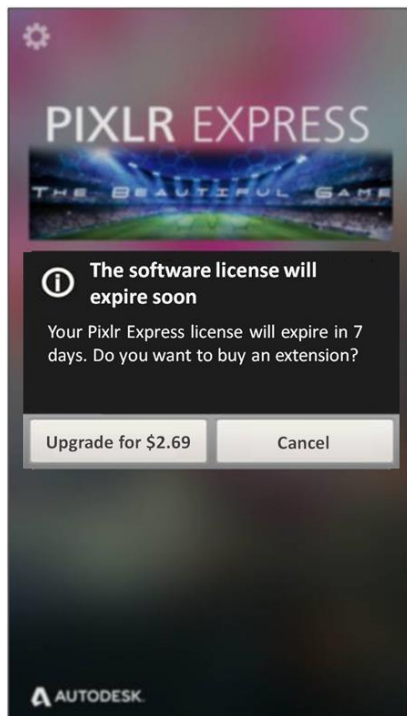 PIXLR EXPRESS
THE BEAUTIFUL GAME
The software license will
expire soon
Your Pixlr Express license will expire in 7
days. Do you want to buy an extension?
Upgrade for $2.69
Cancel
AUTODESK.